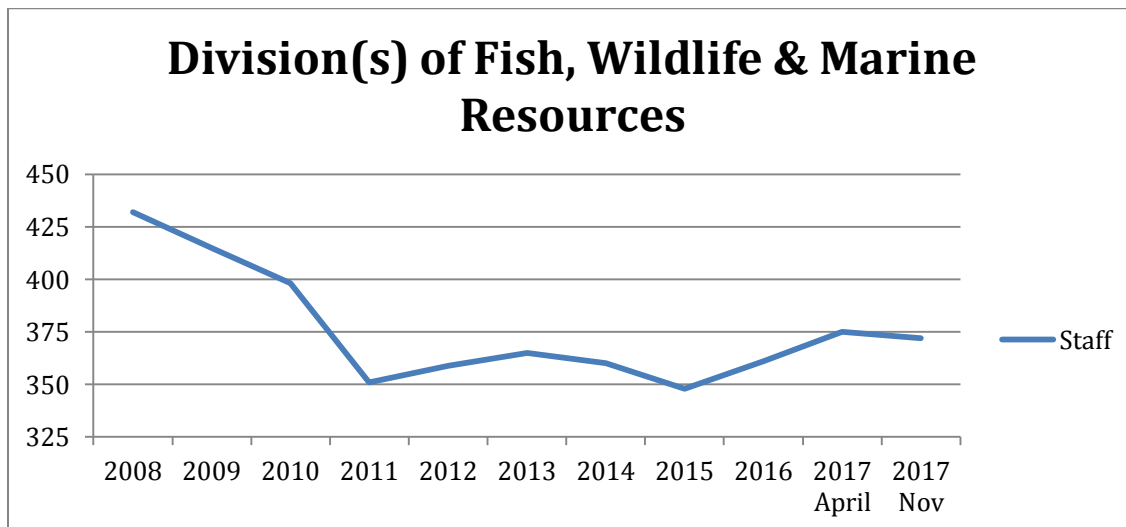 Division(s) of Fish, Wildlife & Marine
Resources
450
425
400
375
350
325
2008 2009 2010 2011 2012 2013 2014 2015 2016 2017 2017
April Nov
Staff